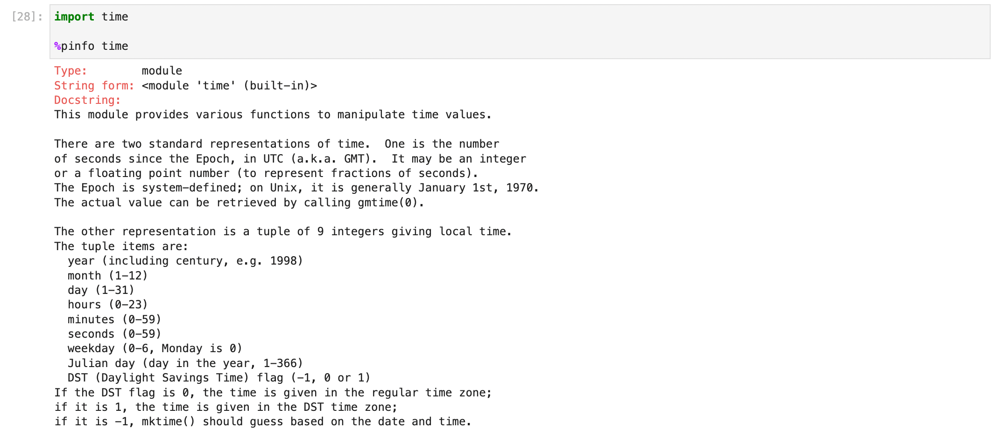 [28]: import time
%pinfo time
Type:        module
String form: <module 'time' (built-in)>
Docstring:
This module provides various functions to manipulate time values.
There are two standard representations of time.  One is the number
of seconds since the Epoch, in UTC (a.k.a. GMT).  It may be an integer
or a floating point number (to represent fractions of seconds).
The Epoch is system-defined; on Unix, it is generally January 1st, 1970.
The actual value can be retrieved by calling gmtime(0).
The other representation is a tuple of 9 integers giving local time.
The tuple items are:
  year (including century, e.g. 1998)
  month (1-12)
  day (1-31)
  hours (0-23)
  minutes (0-59)
  seconds (0-59)
  weekday (0-6, Monday is 0)
  Julian day (day in the year, 1-366)
  DST (Daylight Savings Time) flag (-1, 0 or 1)
If the DST flag is 0, the time is given in the regular time zone;
if it is 1, the time is given in the DST time zone;
if it is -1, mktime() should guess based on the date and time.